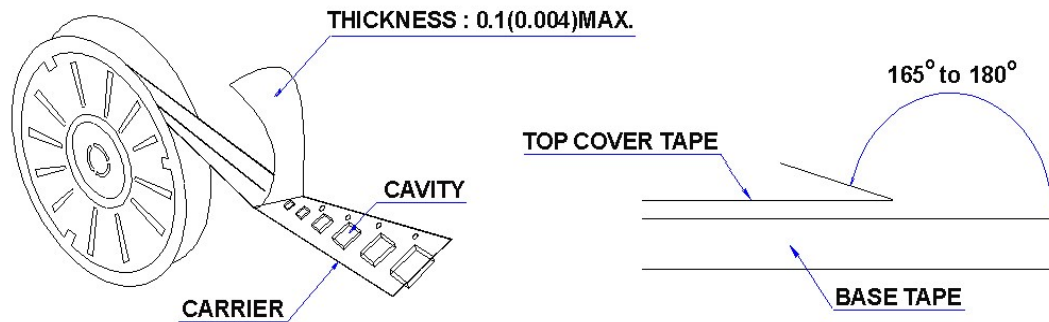 THICKNESS : 0.1(0.004)MAX.
CAVITY
CARRIER
165° to 180°
TOP COVER TAPE
BASE TAPE